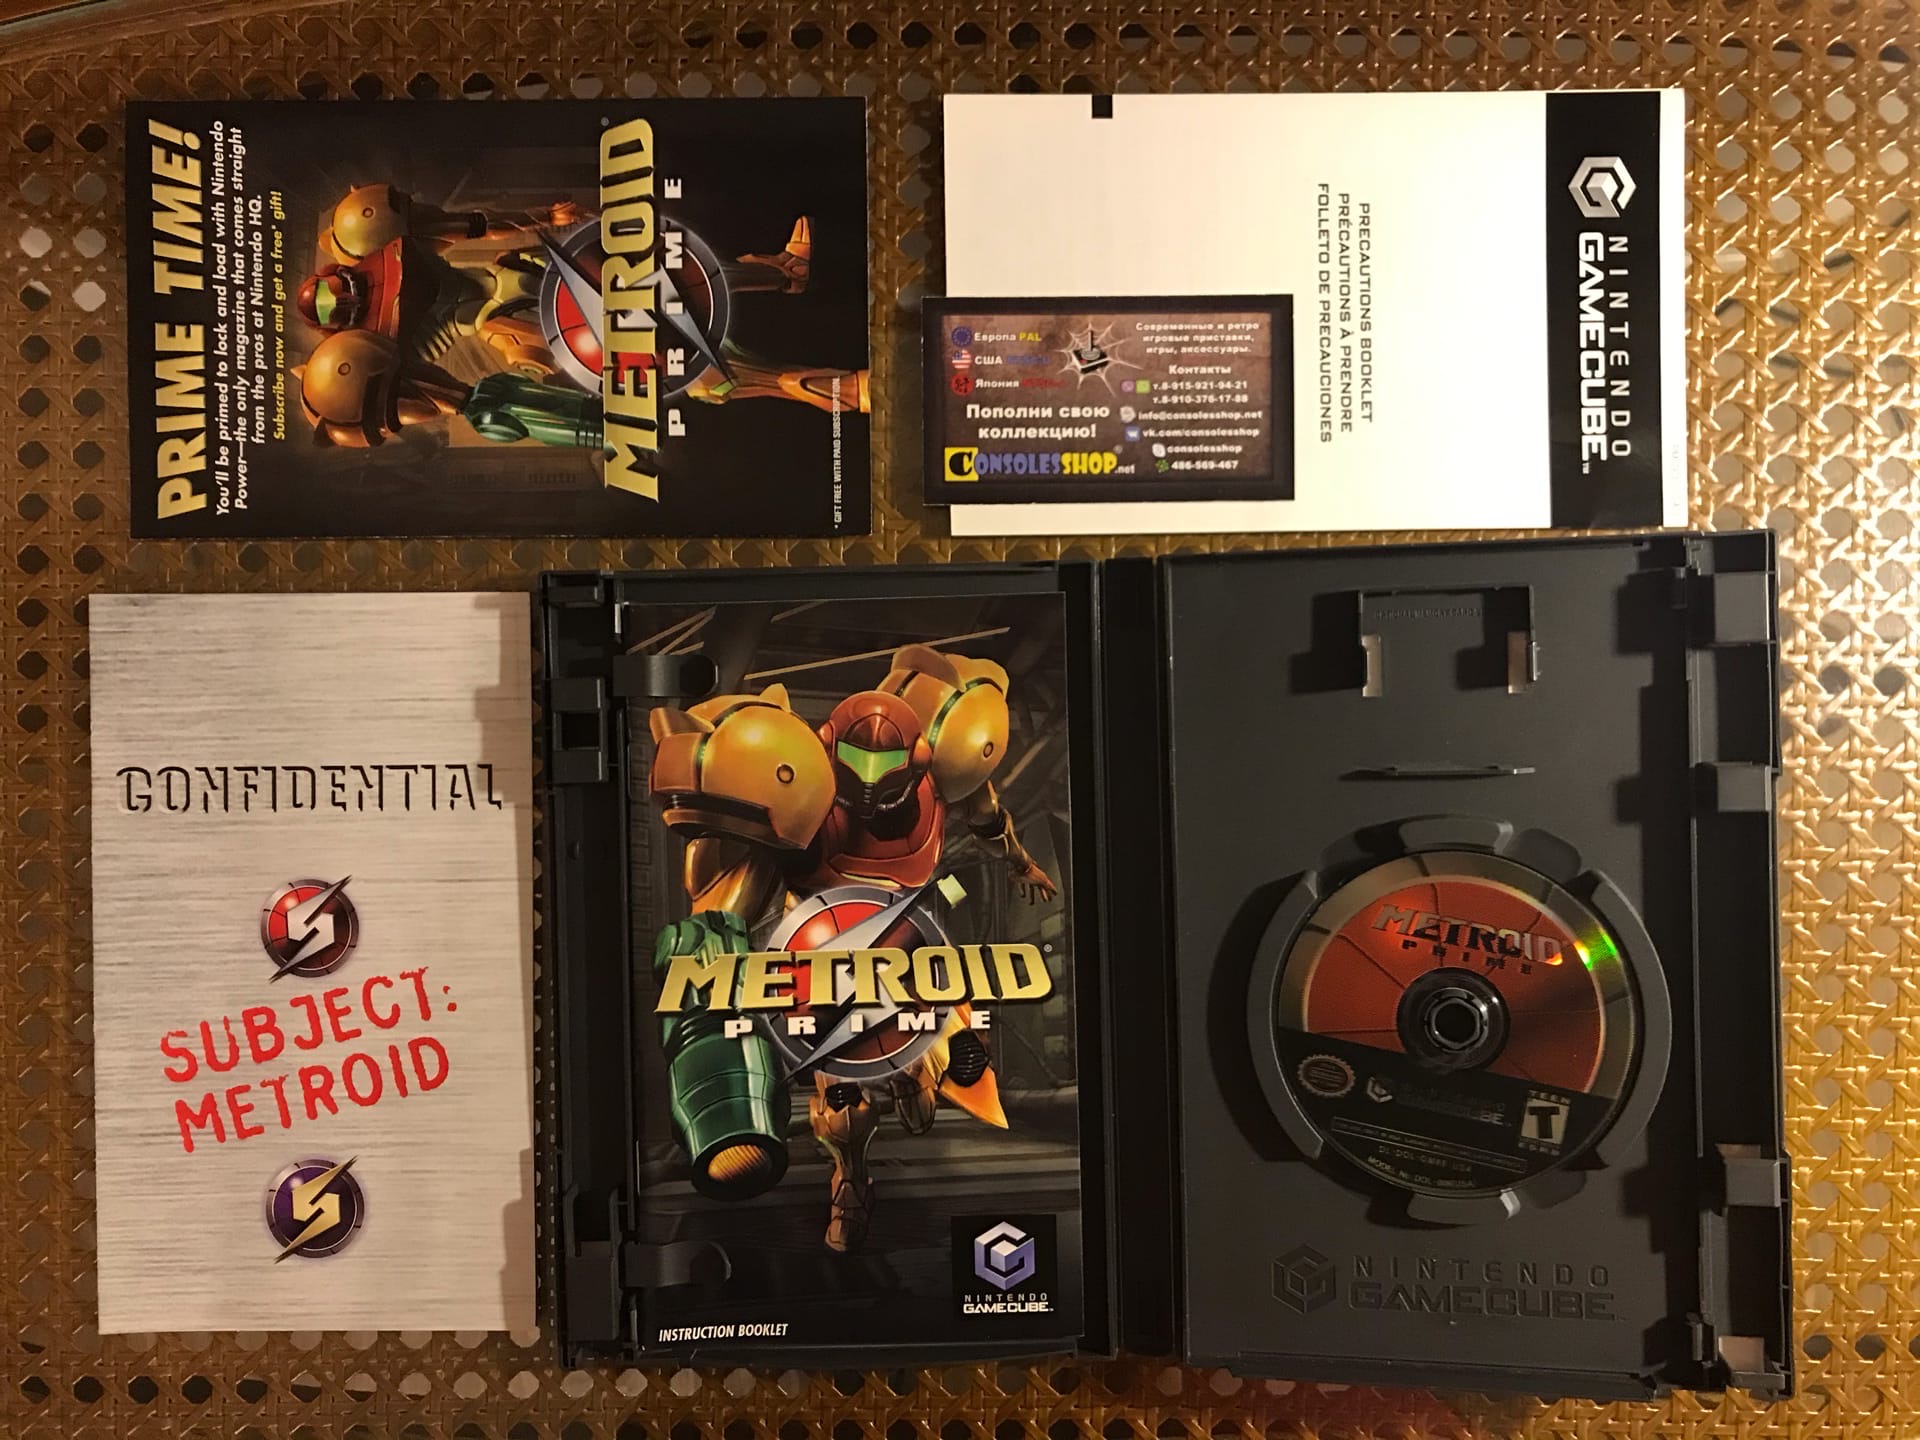 PRIME TIME!
You'll be primed to lock and load with Nintendo
Power—the only magazine that comes straight
from the pros at Nintendo HQ.
Subscribe now and get a free* gift!
METROID®
PRIME
* GIFT FREE WITH PAID SUBSCRIPTION.
NINTENDO
GAMECUBE™
PRECAUTIONS BOOKLET
PRÉCAUTIONS À PRENDRE
FOLLETO DE PRECAUCIONES
Европа PAL
США
Япония
Пополни свою
коллекцию!
CONSOLESSHOP.net
Современные и ретро
игровые приставки,
игры, аксессуары.
Контакты
т.8-915-921-94-21
т.8-910-376-17-88
info@consolesshop.net
vk.com/consolesshop
consolesshop
486-569-467
CONFIDENTIAL
SUBJECT:
METROID
METROID®
PRIME
NINTENDO
GAMECUBE™
INSTRUCTION BOOKLET
METROID
PRIME
GAMECUBE
TEEN
T
ESRB
NINTENDO
GAMECUBE